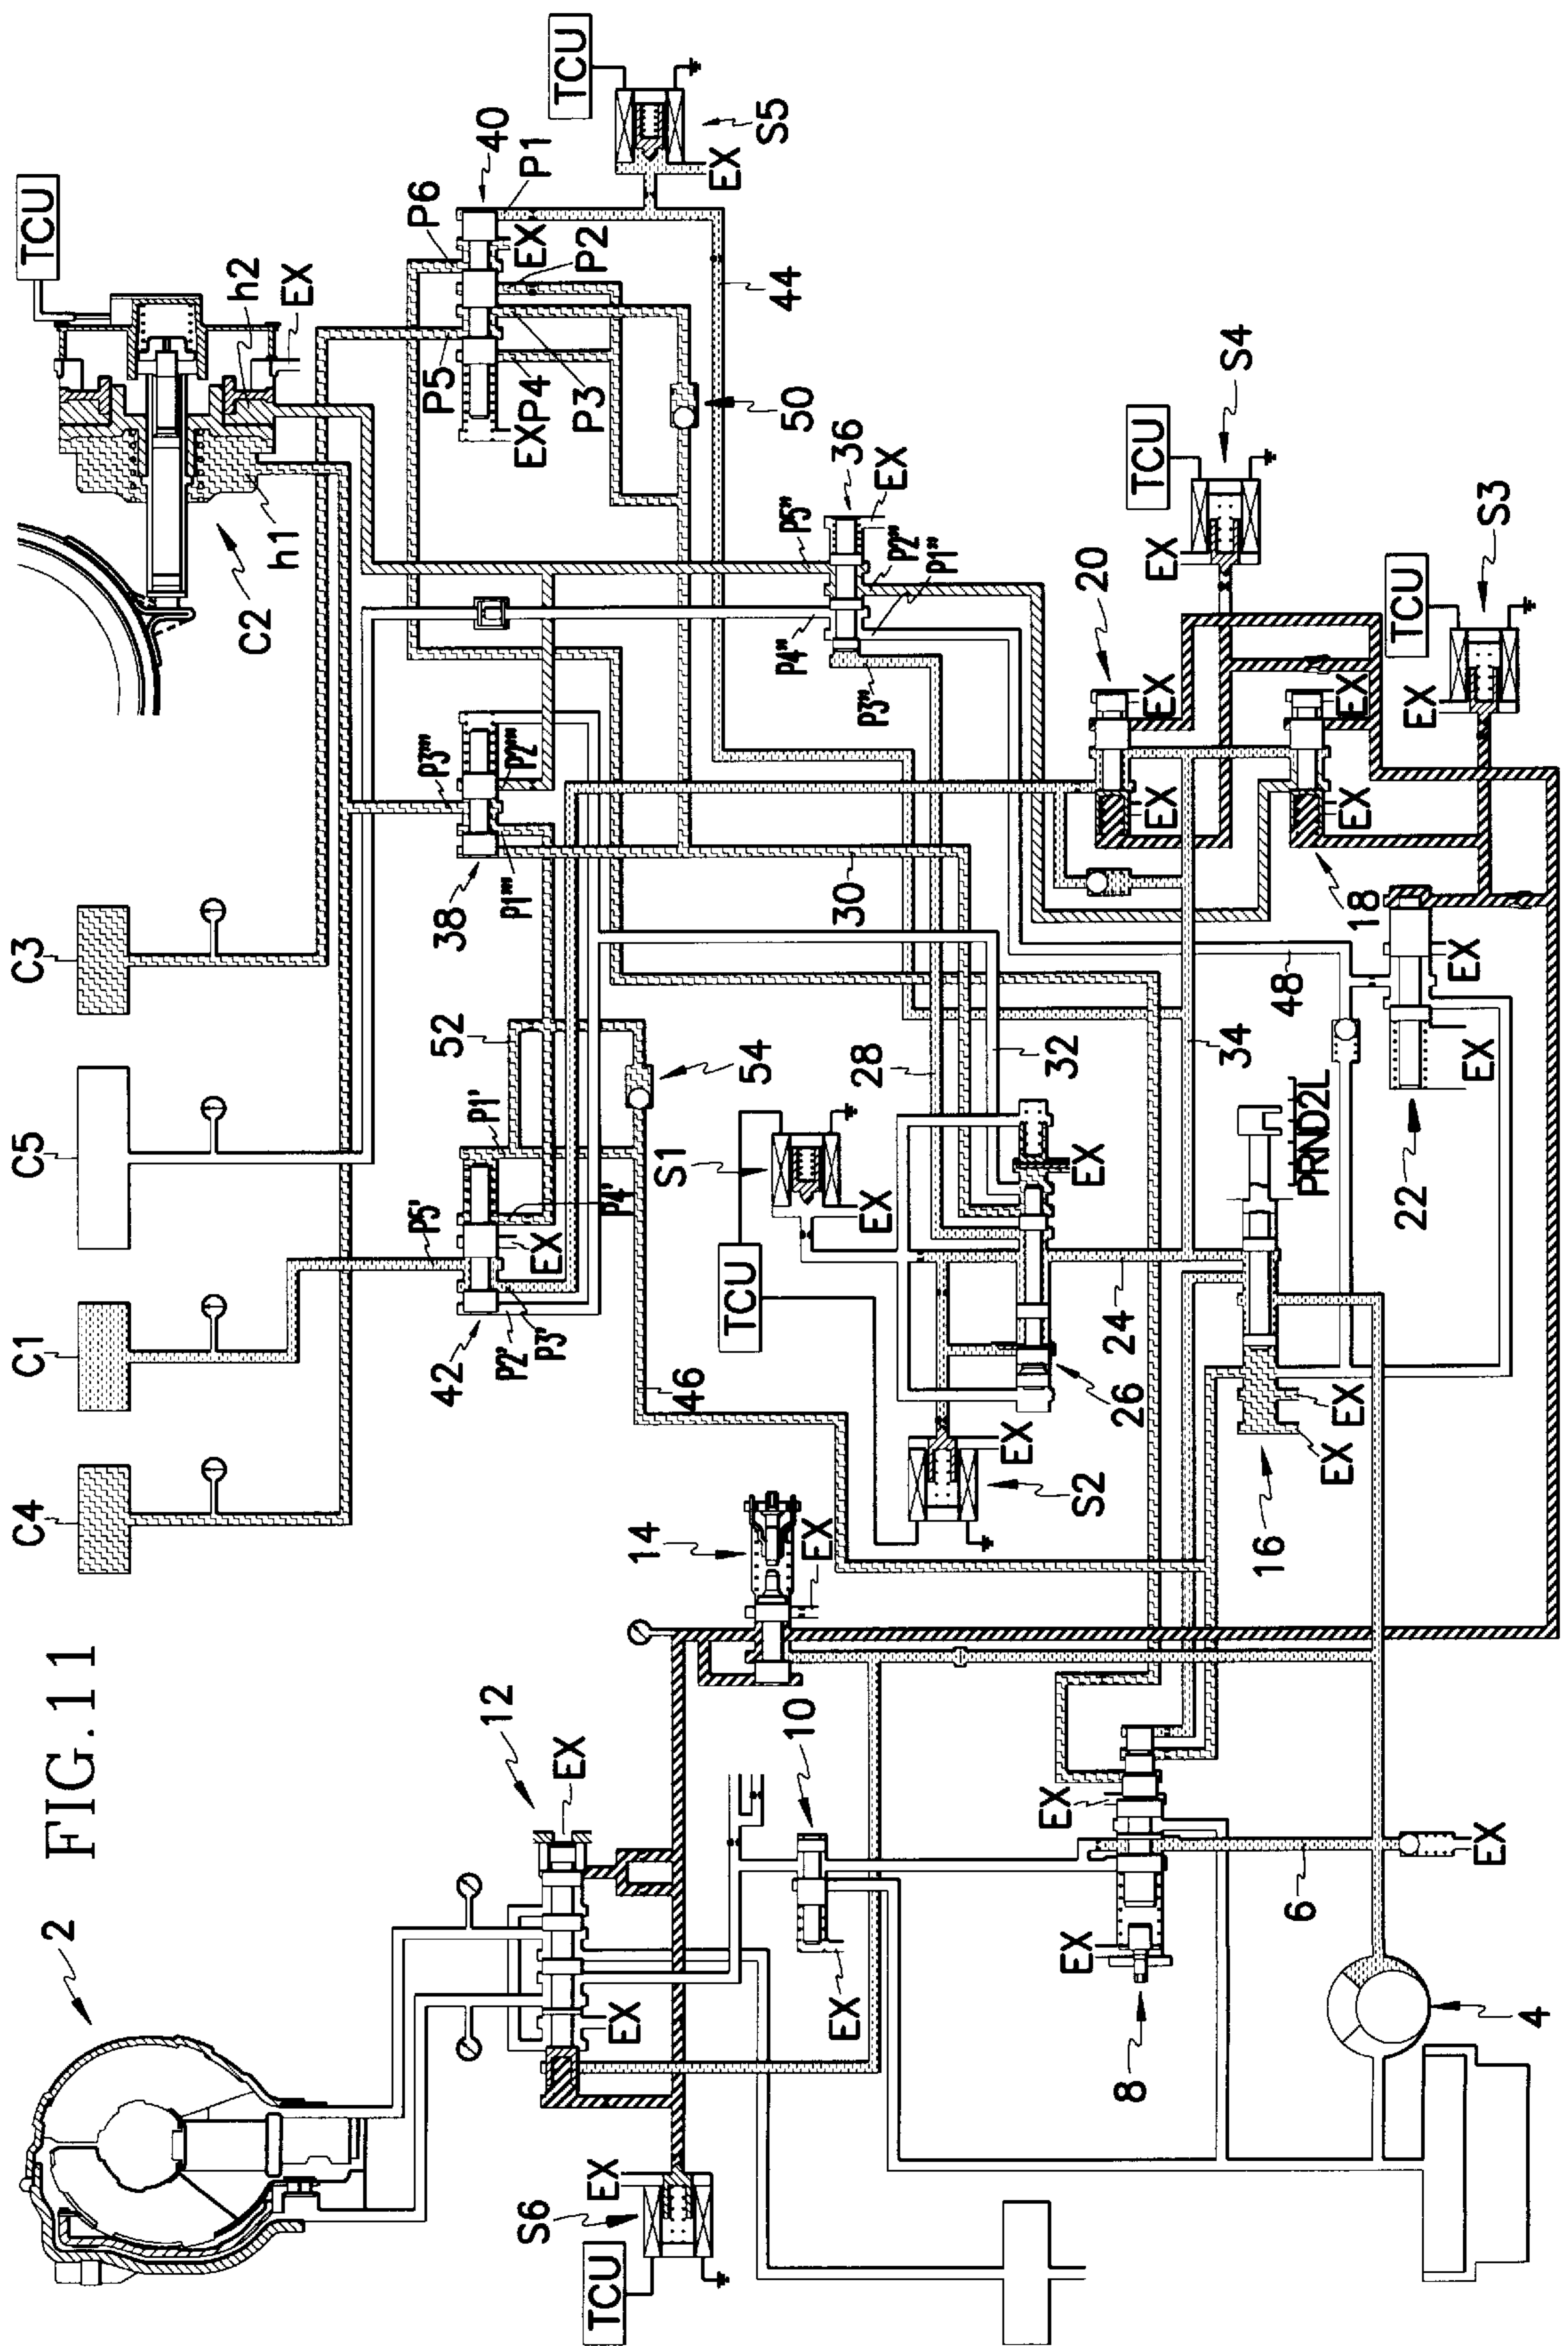 FIG.11
C4
C1
C5
C3
TCU
h2
EX
h1
C2
P5
P6
40
P1
EX
P2
EX
P4
P3
50
TCU
S5
EX
44
42
P5'
P1'
P4'
EX
P2'
P3'
52
54
46
38
P3'''
P2'''
P1'''
30
36
EX
P5"
P2"
P1"
P4"
P3"
2
12
EX
EX
14
EX
10
EX
S6
TCU
EX
S1
EX
TCU
S2
EX
28
32
EX
26
24
34
48
20
EX
EX
18
EX
EX
TCU
S4
EX
TCU
S3
EX
22
EX
EX
PRND2L
16
EX
EX
8
EX
EX
6
EX
4